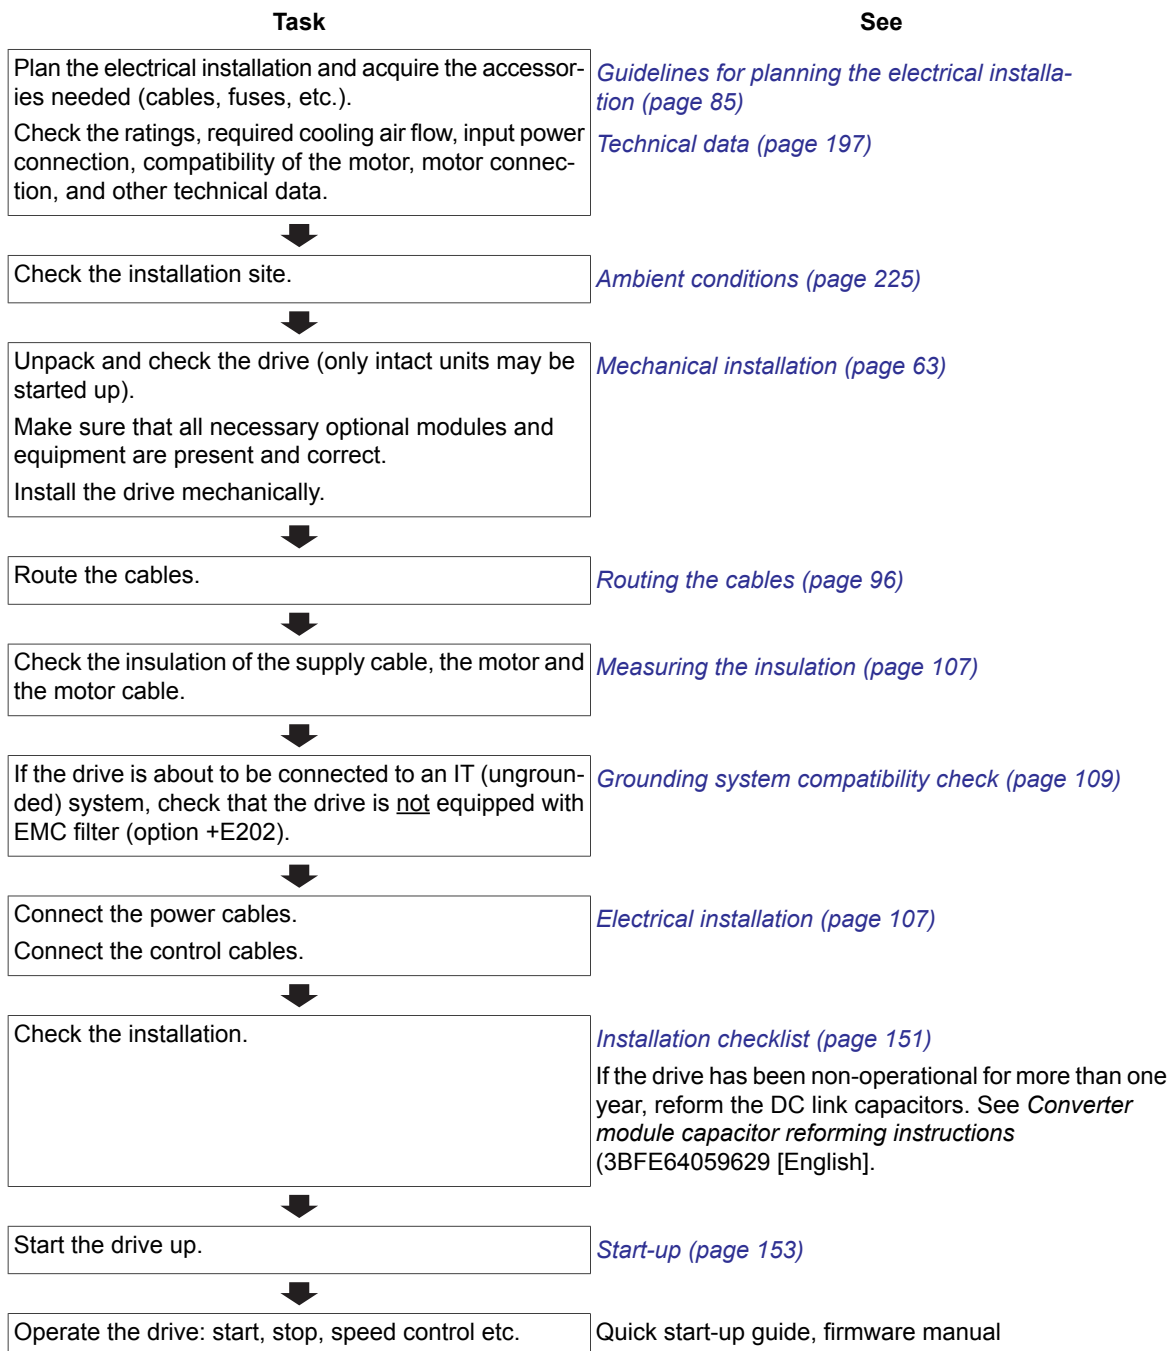 Task
See
Plan the electrical installation and acquire the accessor-
ies needed (cables, fuses, etc.).
Guidelines for planning the electrical installa-
tion (page 85)
Check the ratings, required cooling air flow, input power
connection, compatibility of the motor, motor connec-
tion, and other technical data.
Technical data (page 197)
Check the installation site.
Ambient conditions (page 225)
Unpack and check the drive (only intact units may be
started up).
Make sure that all necessary optional modules and
equipment are present and correct.
Install the drive mechanically.
Mechanical installation (page 63)
Route the cables.
Routing the cables (page 96)
Check the insulation of the supply cable, the motor and
the motor cable.
Measuring the insulation (page 107)
If the drive is about to be connected to an IT (ungroun-
ded) system, check that the drive is not equipped with
EMC filter (option +E202).
Grounding system compatibility check (page 109)
Connect the power cables.
Connect the control cables.
Electrical installation (page 107)
Check the installation.
Installation checklist (page 151)
If the drive has been non-operational for more than one
year, reform the DC link capacitors. See Converter
module capacitor reforming instructions
(3BFE64059629 [English].
Start the drive up.
Start-up (page 153)
Operate the drive: start, stop, speed control etc.
Quick start-up guide, firmware manual